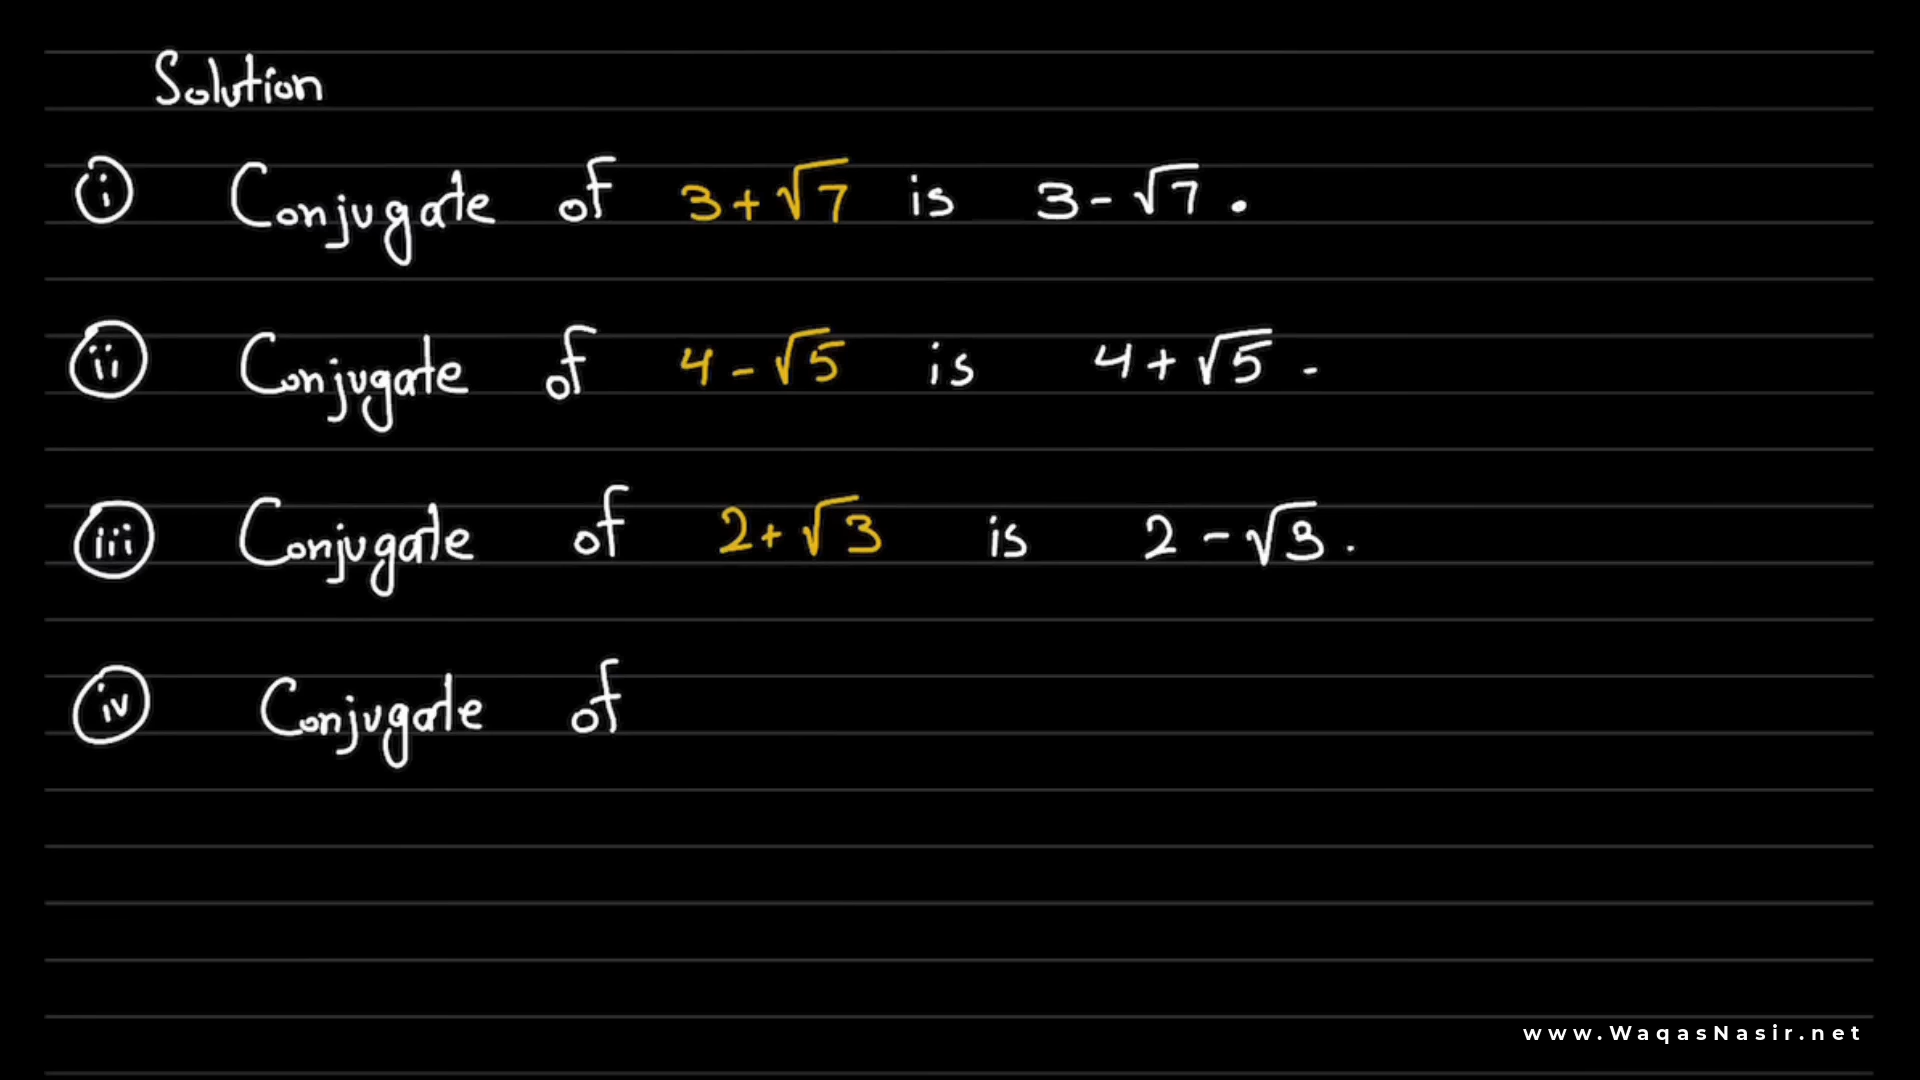 Solution
(i) Conjugate of 3+√7 is 3-√7.
(ii) Conjugate of 4-√5 is 4+√5.
(iii) Conjugate of 2+√3 is 2-√3.
(iv) Conjugate of
www.WaqasNasir.net